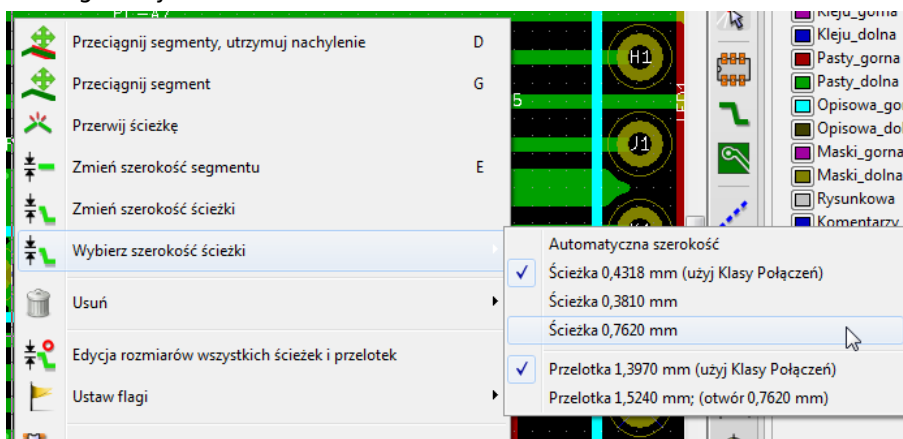 Przeciągnij segmenty, utrzymuj nachylenie D
Przeciągnij segment G
Przerwij ścieżkę
Zmień szerokość segmentu E
Zmień szerokość ścieżki
Wybierz szerokość ścieżki
Usuń
Edycja rozmiarów wszystkich ścieżek i przelotek
Ustaw flagi
Automatyczna szerokość
Ścieżka 0,4318 mm (użyj Klasy Połączeń)
Ścieżka 0,3810 mm
Ścieżka 0,7620 mm
Przelotka 1,3970 mm (użyj Klasy Połączeń)
Przelotka 1,5240 mm; (otwór 0,7620 mm)
H1
5
J1
Kleju_gorna
Kleju_dolna
Pasty_gorna
Pasty_dolna
Opisowa_go
Opisowa_do
Maski_gorna
Maski_dolna
Rysunkowa
Komentarzy